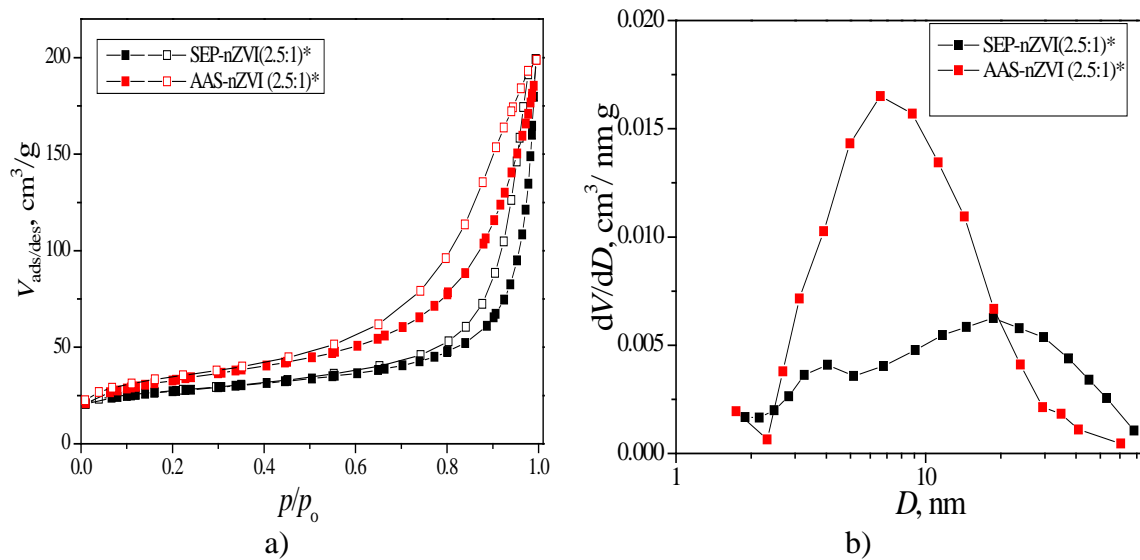 SEP-nZVI(2.5:1)*
AAS-nZVI (2.5:1)*
V ads/des, cm³/g
200
150
100
50
0
0.0 0.2 0.4 0.6 0.8 1.0
p/p₀
a)
SEP-nZVI(2.5:1)*
AAS-nZVI (2.5:1)*
dV/dD, cm³/ nm g
0.020
0.015
0.010
0.005
0.000
1 10
D, nm
b)